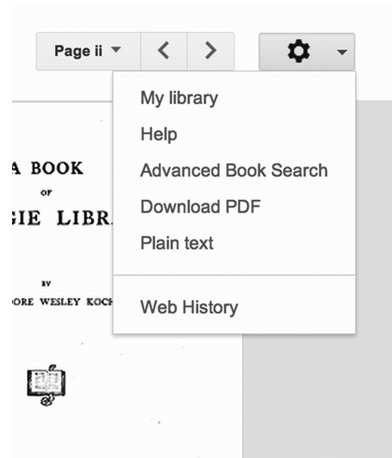 Page ii
My library
Help
Advanced Book Search
Download PDF
Plain text
Web History
A BOOK
OF
GIE LIBR
BY
ORE WESLEY KOCH